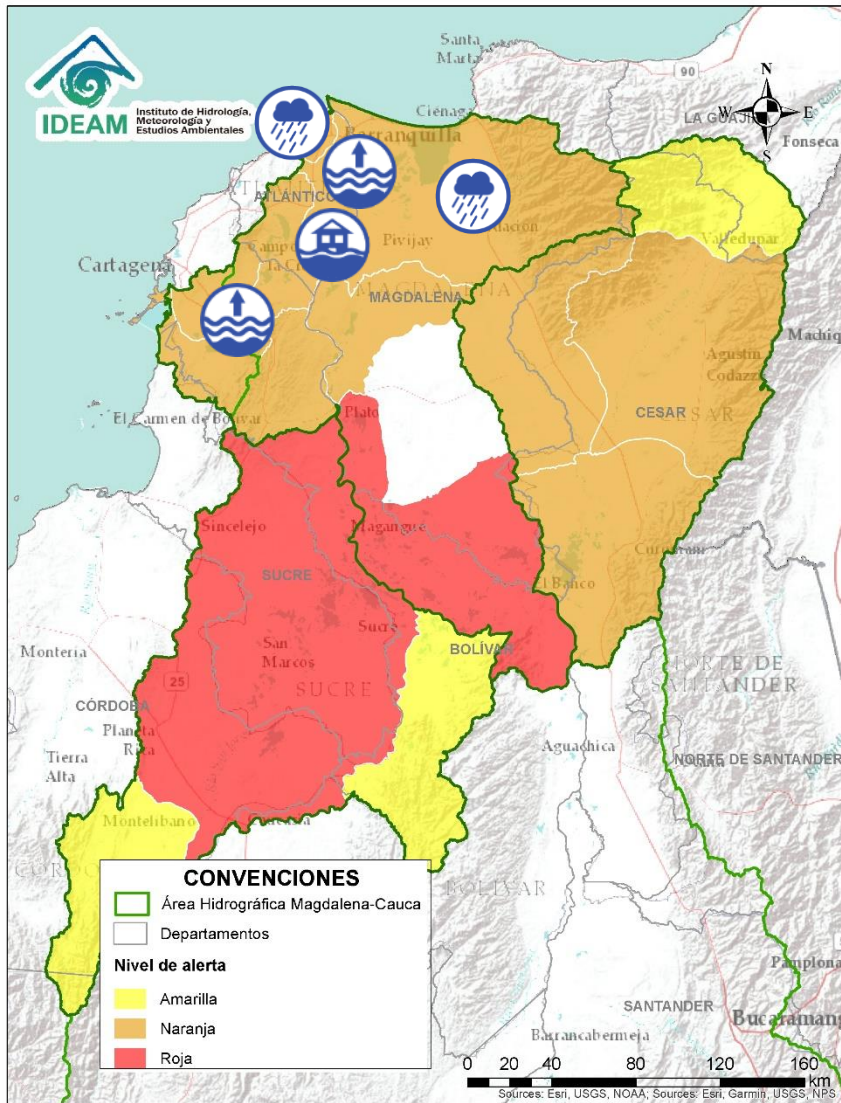 IDEAM
Instituto de Hidrología,
Meteorología y
Estudios Ambientales
Santa
Marta
90
N
W
E
S
LA GUAJI
Fonseca
Ciénaga
Barranquilla
ATLÁNTICO
Valledupar
Cartagena
Pivijay
MAGDALENA
Machiq
Agustín
Codazzi
CESAR
CESAR
El Carmen de Bolívar
Plato
Sincelejo
Magangué
SUCRE
El Banco
Sucre
BOLÍVAR
Montería
San
Marcos
25
SUCRE
NORTE DE
SANTANDER
CÓRDOBA
Planeta
Rica
Tierra
Alta
Aguachica
NORTE DE SANTANDER
Montelíbano
CONVENCIONES
Área Hidrográfica Magdalena-Cauca
Departamentos
Nivel de alerta
Amarilla
Naranja
Roja
BOLÍVAR
Pamplona
SANTANDER
Bucaramang
Barrancabermeja
0 20 40 80 120 160
km
Sources: Esri, USGS, NOAA; Sources: Esri, Garmin, USGS, NPS